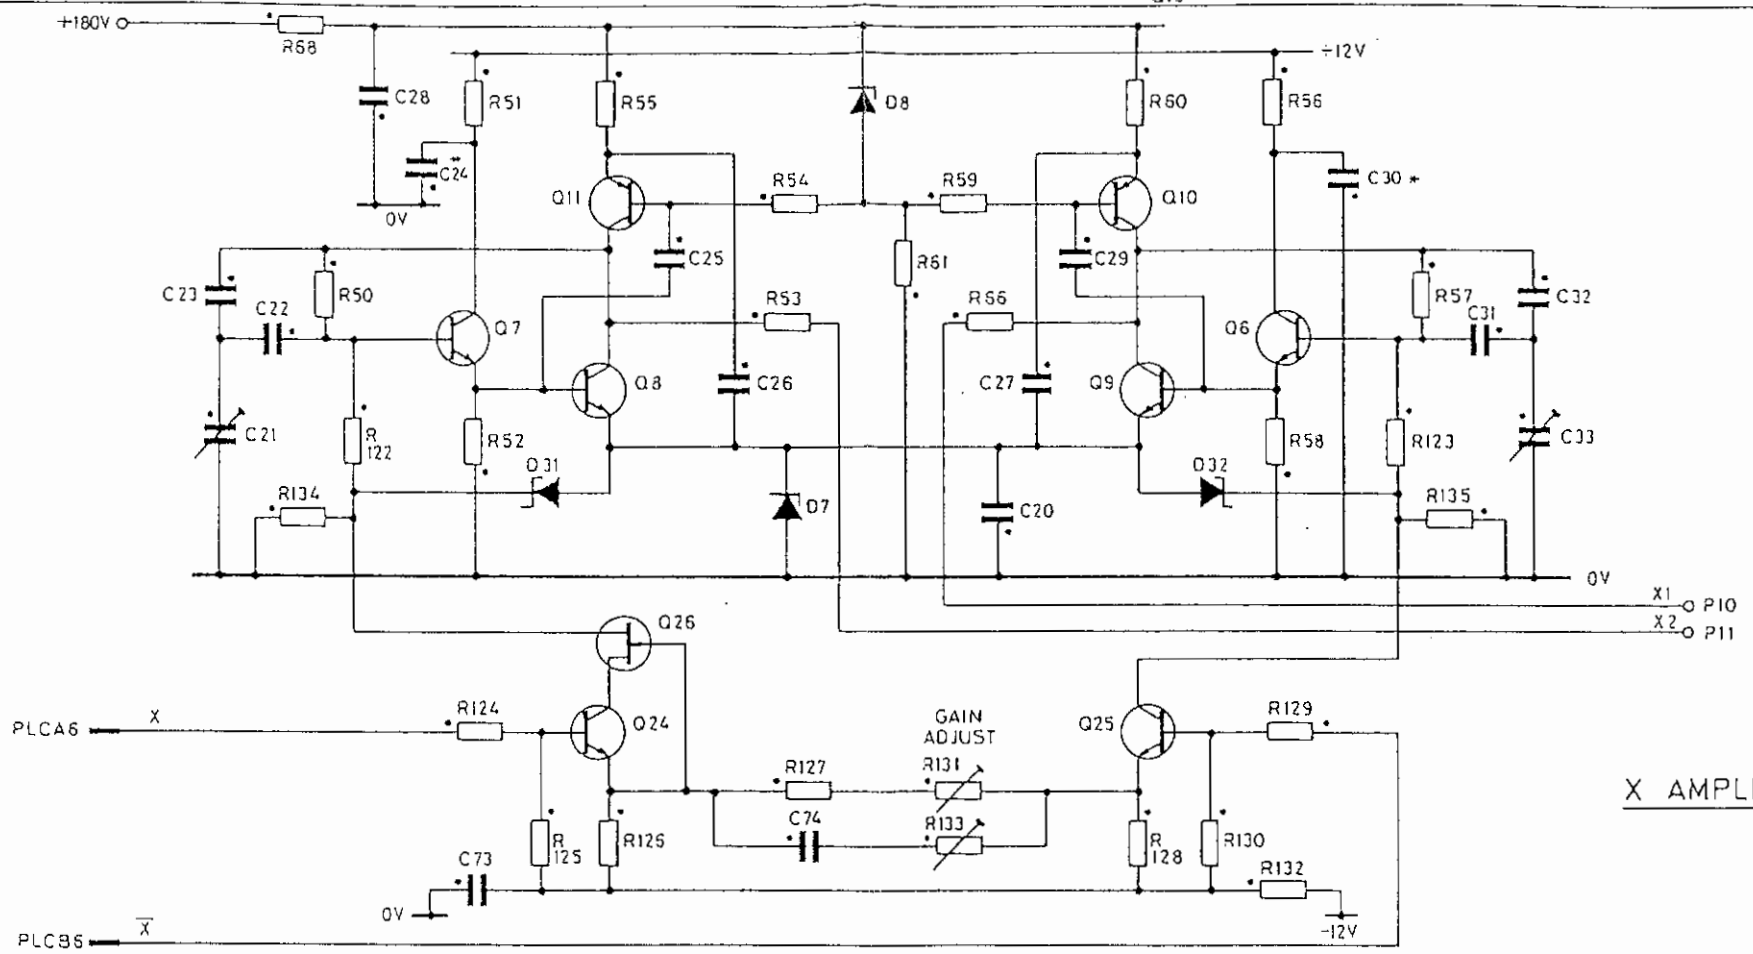 +180V
R68
÷12V
C28
R51
R55
D8
R60
R56
C24*
Q11
R54
R59
Q10
C30*
0V
C25
R61
C29
C23
C22
R50
R53
R66
R57
C31
C32
Q7
Q6
Q8
C26
C27
Q9
C21
R
122
R52
R58
R123
C33
D31
D32
R134
D7
C20
R135
0V
X1
P10
X2
P11
Q26
PLCA6
X
R124
Q24
GAIN
ADJUST
Q25
R129
R127
R131
X AMPL
C74
R133
R
125
R126
R
128
R130
C73
R132
0V
-12V
PLCB6
X̅